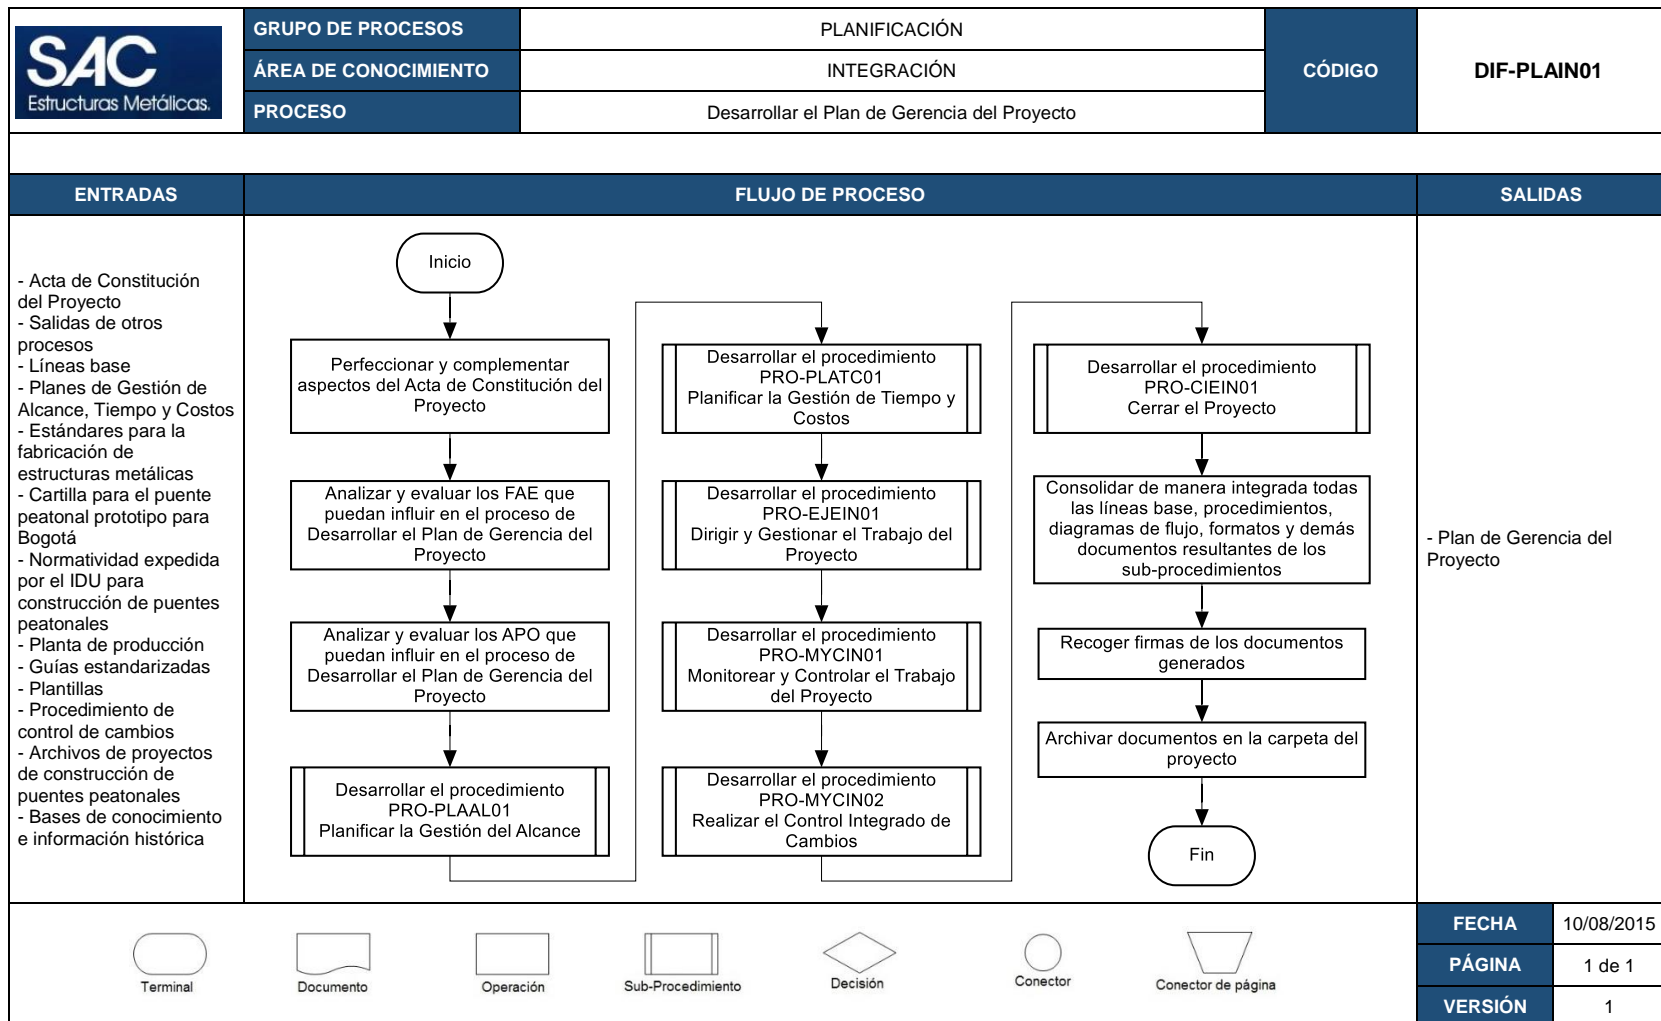 SAC
Estructuras Metálicas.
GRUPO DE PROCESOS
PLANIFICACIÓN
ÁREA DE CONOCIMIENTO
INTEGRACIÓN
PROCESO
Desarrollar el Plan de Gerencia del Proyecto
CÓDIGO
DIF-PLAIN01
ENTRADAS
FLUJO DE PROCESO
SALIDAS
- Acta de Constitución
del Proyecto
- Salidas de otros
procesos
- Líneas base
- Planes de Gestión de
Alcance, Tiempo y Costos
- Estándares para la
fabricación de
estructuras metálicas
- Cartilla para el puente
peatonal prototipo para
Bogotá
- Normatividad expedida
por el IDU para
construcción de puentes
peatonales
- Planta de producción
- Guías estandarizadas
- Plantillas
- Procedimiento de
control de cambios
- Archivos de proyectos
de construcción de
puentes peatonales
- Bases de conocimiento
e información histórica
Inicio
Perfeccionar y complementar
aspectos del Acta de Constitución del
Proyecto
Analizar y evaluar los FAE que
puedan influir en el proceso de
Desarrollar el Plan de Gerencia del
Proyecto
Analizar y evaluar los APO que
puedan influir en el proceso de
Desarrollar el Plan de Gerencia del
Proyecto
Desarrollar el procedimiento
PRO-PLAAL01
Planificar la Gestión del Alcance
Desarrollar el procedimiento
PRO-PLATC01
Planificar la Gestión de Tiempo y
Costos
Desarrollar el procedimiento
PRO-EJEIN01
Dirigir y Gestionar el Trabajo del
Proyecto
Desarrollar el procedimiento
PRO-MYCIN01
Monitorear y Controlar el Trabajo
del Proyecto
Desarrollar el procedimiento
PRO-MYCIN02
Realizar el Control Integrado de
Cambios
Desarrollar el procedimiento
PRO-CIEIN01
Cerrar el Proyecto
Consolidar de manera integrada todas
las líneas base, procedimientos,
diagramas de flujo, formatos y demás
documentos resultantes de los
sub-procedimientos
Recoger firmas de los documentos
generados
Archivar documentos en la carpeta del
proyecto
Fin
- Plan de Gerencia del
Proyecto
Terminal
Documento
Operación
Sub-Procedimiento
Decisión
Conector
Conector de página
FECHA
10/08/2015
PÁGINA
1 de 1
VERSIÓN
1